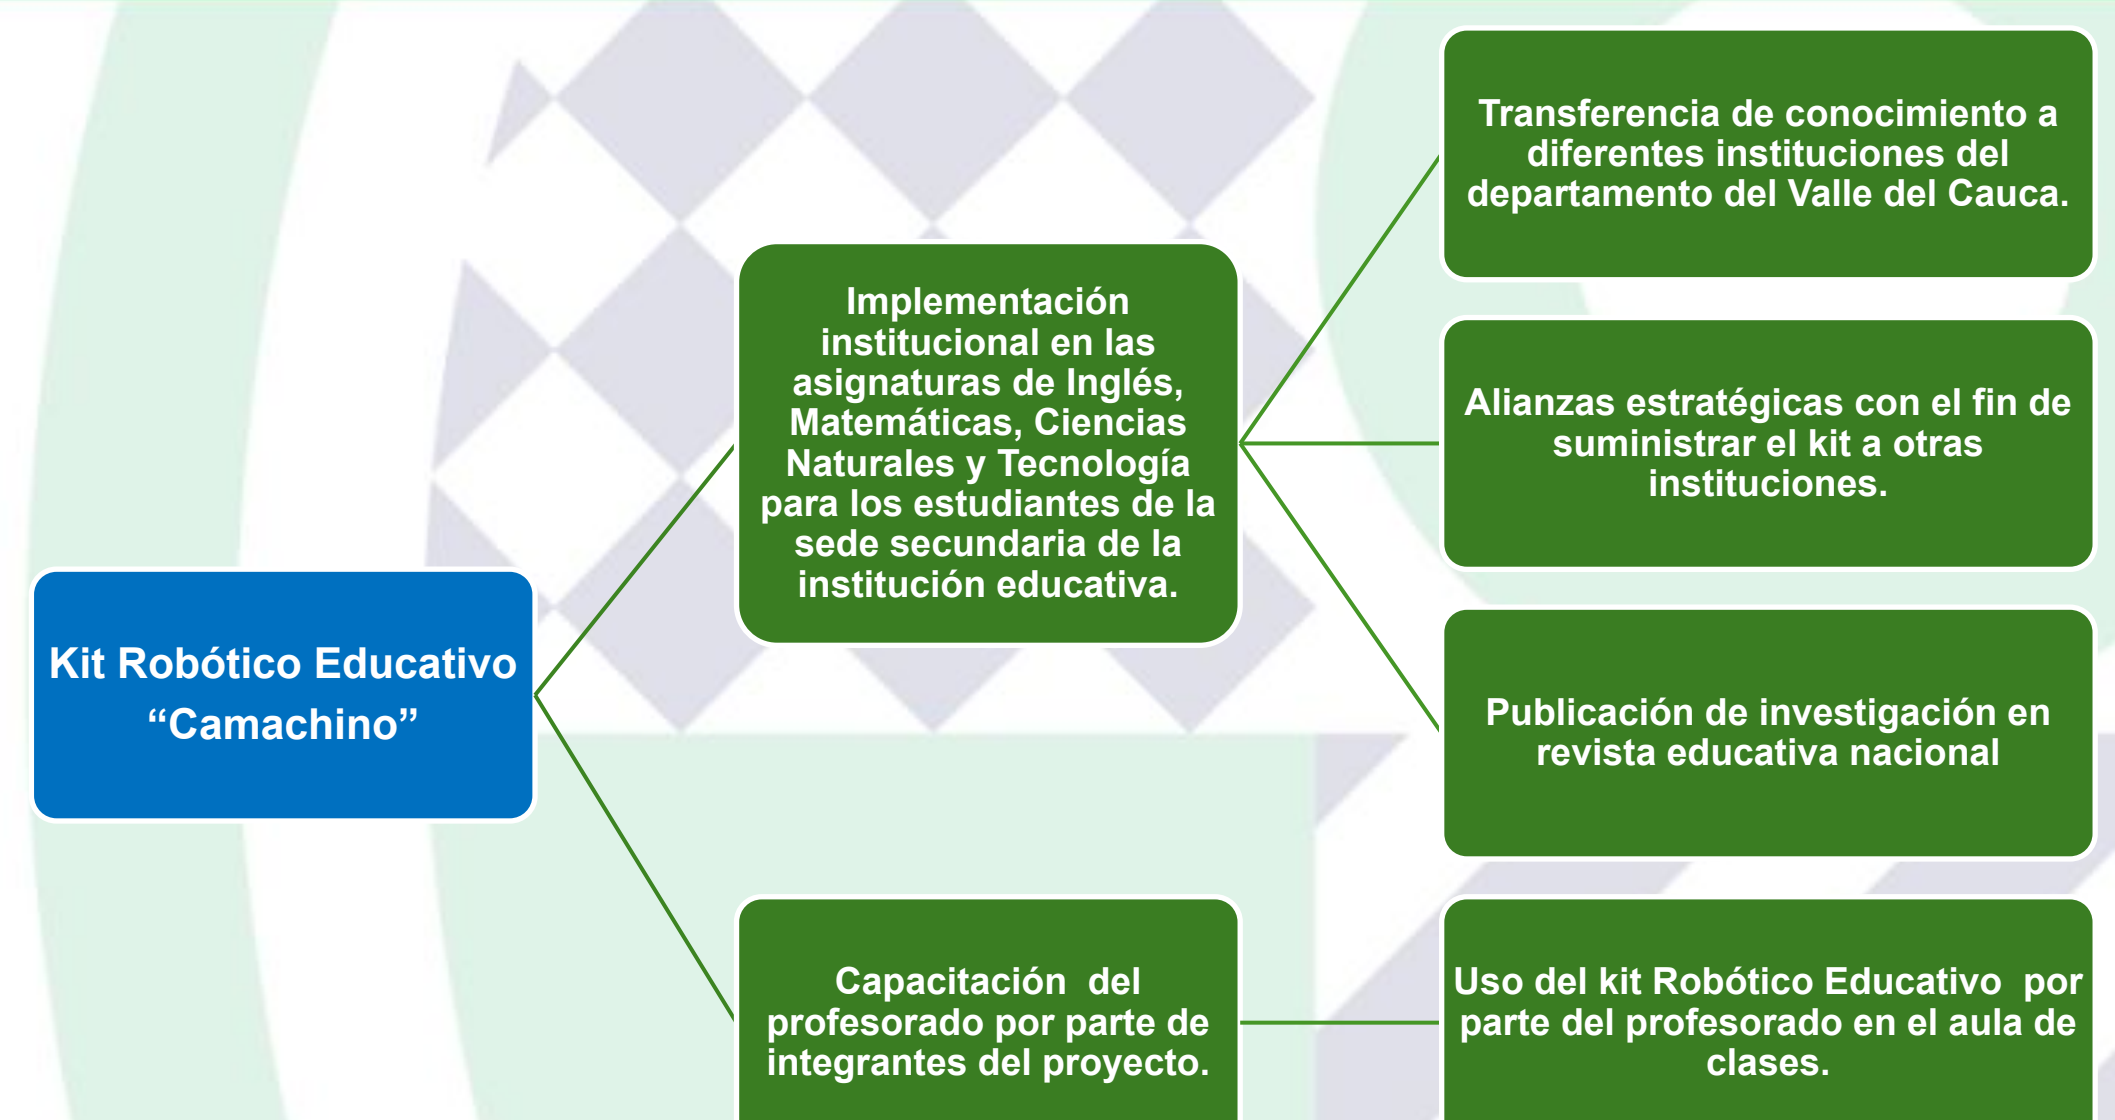 Kit Robótico Educativo
“Camachino”
Implementación
institucional en las
asignaturas de Inglés,
Matemáticas, Ciencias
Naturales y Tecnología
para los estudiantes de la
sede secundaria de la
institución educativa.
Transferencia de conocimiento a
diferentes instituciones del
departamento del Valle del Cauca.
Alianzas estratégicas con el fin de
suministrar el kit a otras
instituciones.
Publicación de investigación en
revista educativa nacional
Capacitación  del
profesorado por parte de
integrantes del proyecto.
Uso del kit Robótico Educativo  por
parte del profesorado en el aula de
clases.